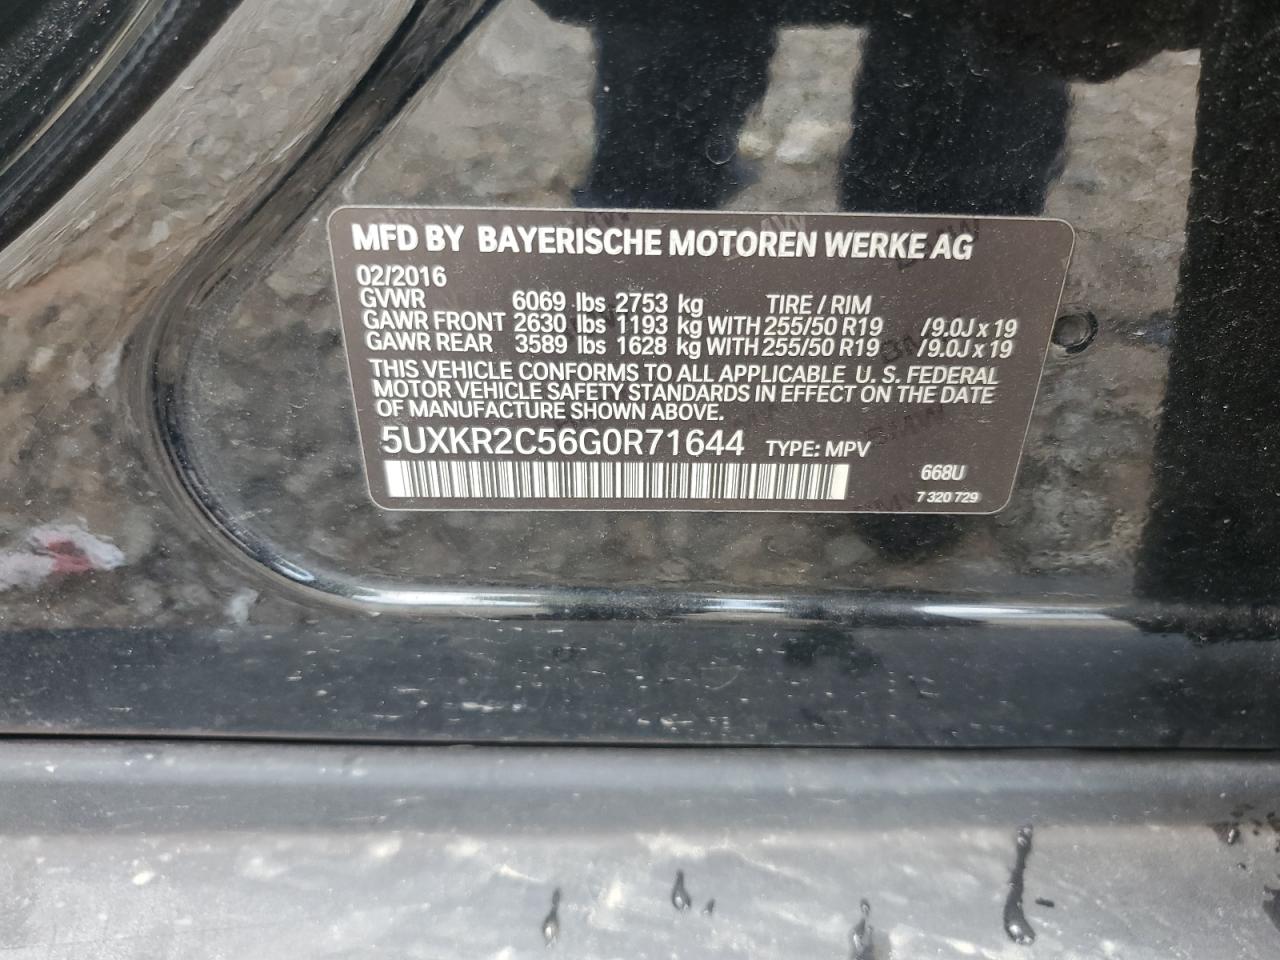 MFD BY BAYERISCHE MOTOREN WERKE AG
02/2016
GVWR 6069 lbs 2753 kg TIRE / RIM
GAWR FRONT 2630 lbs 1193 kg WITH 255/50 R19 /9.0J x 19
GAWR REAR 3589 lbs 1628 kg WITH 255/50 R19 /9.0J x 19
THIS VEHICLE CONFORMS TO ALL APPLICABLE U. S. FEDERAL
MOTOR VEHICLE SAFETY STANDARDS IN EFFECT ON THE DATE
OF MANUFACTURE SHOWN ABOVE.
5UXKR2C56G0R71644 TYPE: MPV
668U
7 320 729